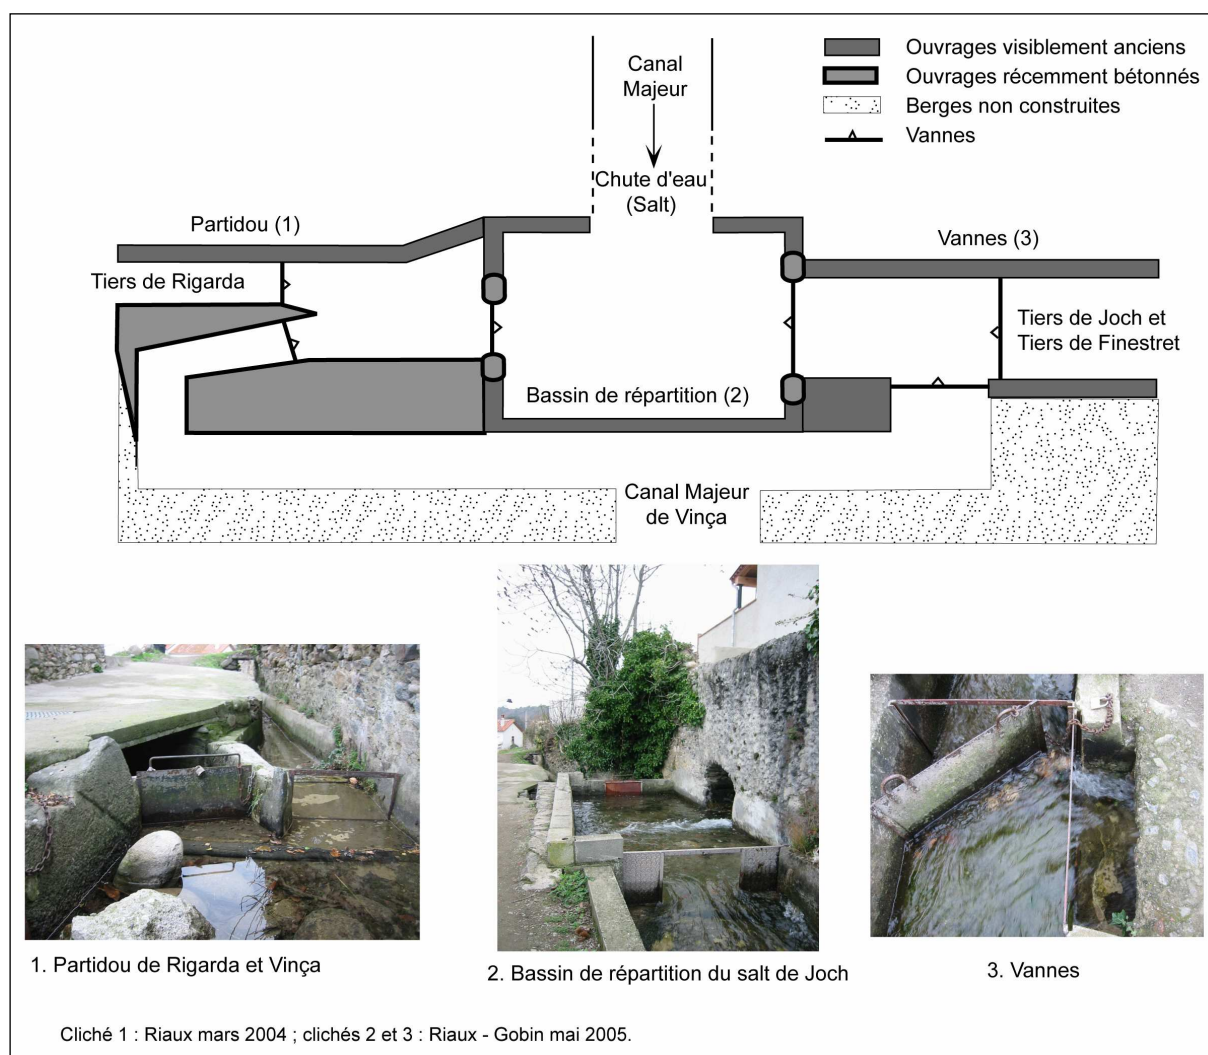 Canal
Majeur
Chute d'eau
(Salt)
Ouvrages visiblement anciens
Ouvrages récemment bétonnés
Berges non construites
Vannes
Partidou (1)
Vannes (3)
Tiers de Rigarda
Tiers de Joch et
Tiers de Finestret
Bassin de répartition (2)
Canal Majeur
de Vinça
1. Partidou de Rigarda et Vinça
2. Bassin de répartition du salt de Joch
3. Vannes
Cliché 1 : Riaux mars 2004 ; clichés 2 et 3 : Riaux - Gobin mai 2005.